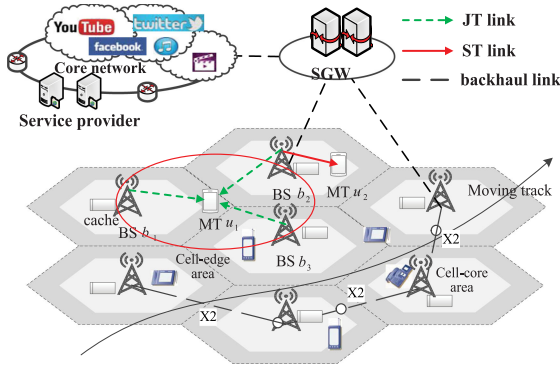 YouTube
twitter
facebook
Core network
Service provider
SGW
JT link
ST link
backhaul link
BS b2
MT u2
Moving track
cache
BS b1
MT u1
Cell-edge
area
BS b3
X2
Cell-core
area
X2
X2